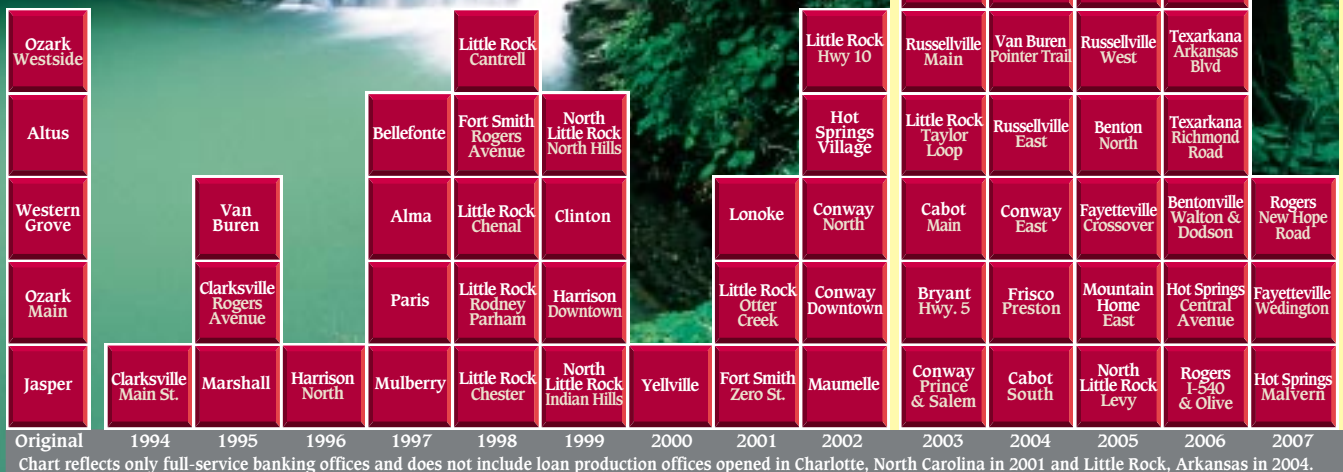 Ozark
Westside
Altus
Western
Grove
Ozark
Main
Jasper
Original
Clarksville
Main St.
1994
Van
Buren
Clarksville
Rogers
Avenue
Marshall
1995
Harrison
North
1996
Bellefonte
Alma
Paris
Mulberry
1997
Little Rock
Cantrell
Fort Smith
Rogers
Avenue
Little Rock
Chenal
Little Rock
Rodney
Parham
Little Rock
Chester
1998
North
Little Rock
North Hills
Clinton
Harrison
Downtown
North
Little Rock
Indian Hills
1999
Yellville
2000
Lonoke
Little Rock
Otter
Creek
Fort Smith
Zero St.
2001
Little Rock
Hwy 10
Hot
Springs
Village
Conway
North
Conway
Downtown
Maumelle
2002
Russellville
Main
Little Rock
Taylor
Loop
Cabot
Main
Bryant
Hwy. 5
Conway
Prince
& Salem
2003
Van Buren
Pointer Trail
Russellville
East
Conway
East
Frisco
Preston
Cabot
South
2004
Russellville
West
Benton
North
Fayetteville
Crossover
Mountain
Home
East
North
Little Rock
Levy
2005
Texarkana
Arkansas
Blvd
Texarkana
Richmond
Road
Bentonville
Walton &
Dodson
Hot Springs
Central
Avenue
Rogers
I-540
& Olive
2006
Rogers
New Hope
Road
Fayetteville
Wedington
Hot Springs
Malvern
2007
Chart reflects only full-service banking offices and does not include loan production offices opened in Charlotte, North Carolina in 2001 and Little Rock, Arkansas in 2004.